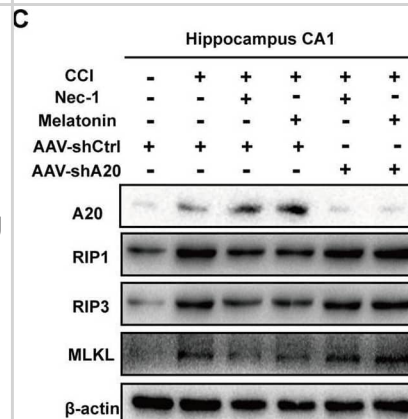 C
Hippocampus CA1
CCI - + + + + +
Nec-1 - - + - + -
Melatonin - - - + - +
AAV-shCtrl + + + + - -
AAV-shA20 - - - - + +
A20
RIP1
RIP3
MLKL
β-actin